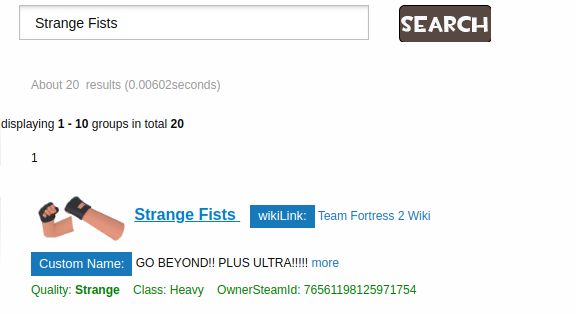 Strange Fists SEARCH
About 20 results (0.00602seconds)
displaying 1 - 10 groups in total 20
1
Strange Fists wikiLink: Team Fortress 2 Wiki
Custom Name: GO BEYOND!! PLUS ULTRA!!!!! more
Quality: Strange Class: Heavy OwnerSteamId: 76561198125971754